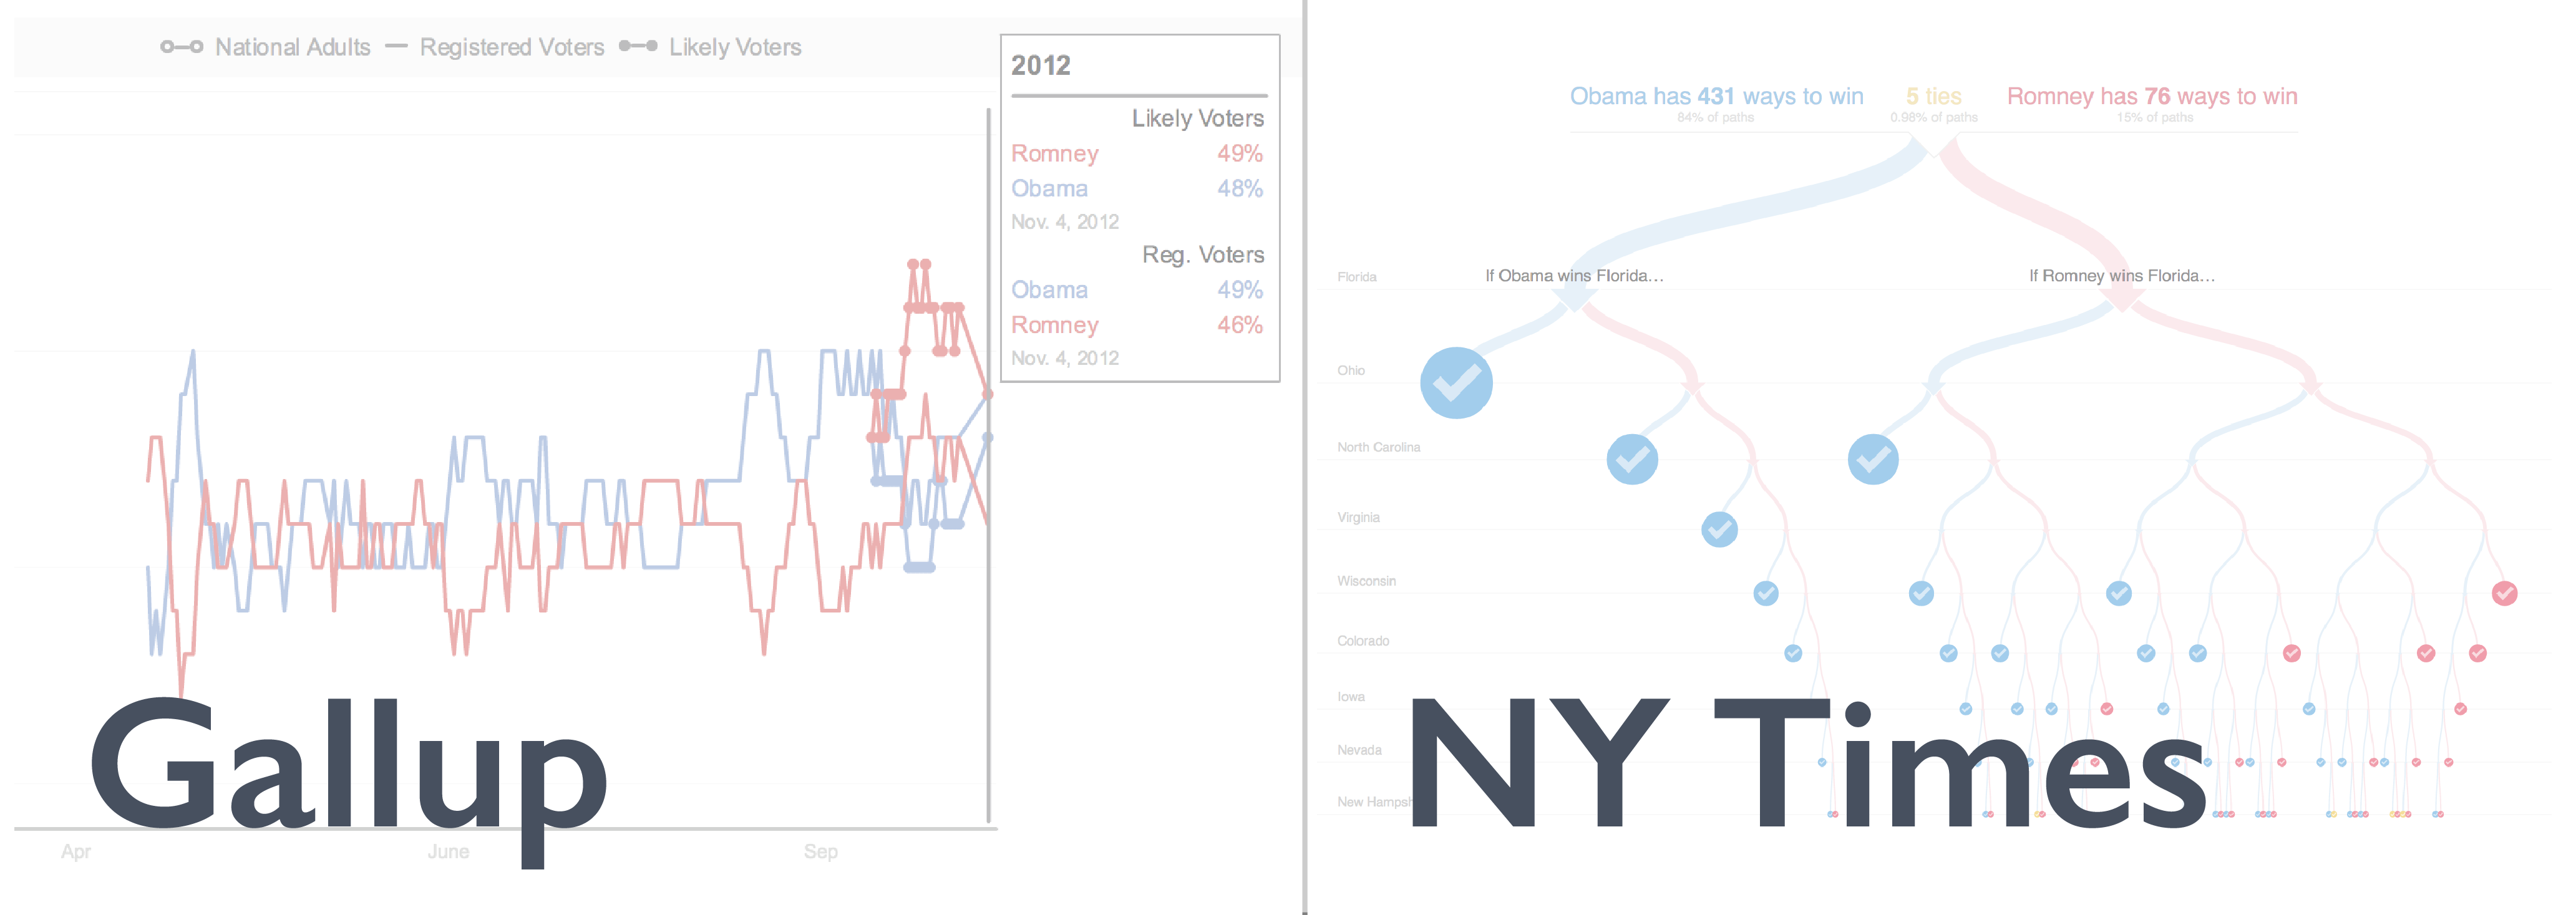 National Adults Registered Voters Likely Voters
2012
Likely Voters
Romney 49%
Obama 48%
Nov. 4, 2012
Reg. Voters
Obama 49%
Romney 46%
Nov. 4, 2012
Apr June Sep
Gallup
Obama has 431 ways to win 5 ties Romney has 76 ways to win
84% of paths 0.98% of paths 15% of paths
Florida If Obama wins Florida... If Romney wins Florida...
Ohio
North Carolina
Virginia
Wisconsin
Colorado
Iowa
Nevada
New Hampsh
NY Times